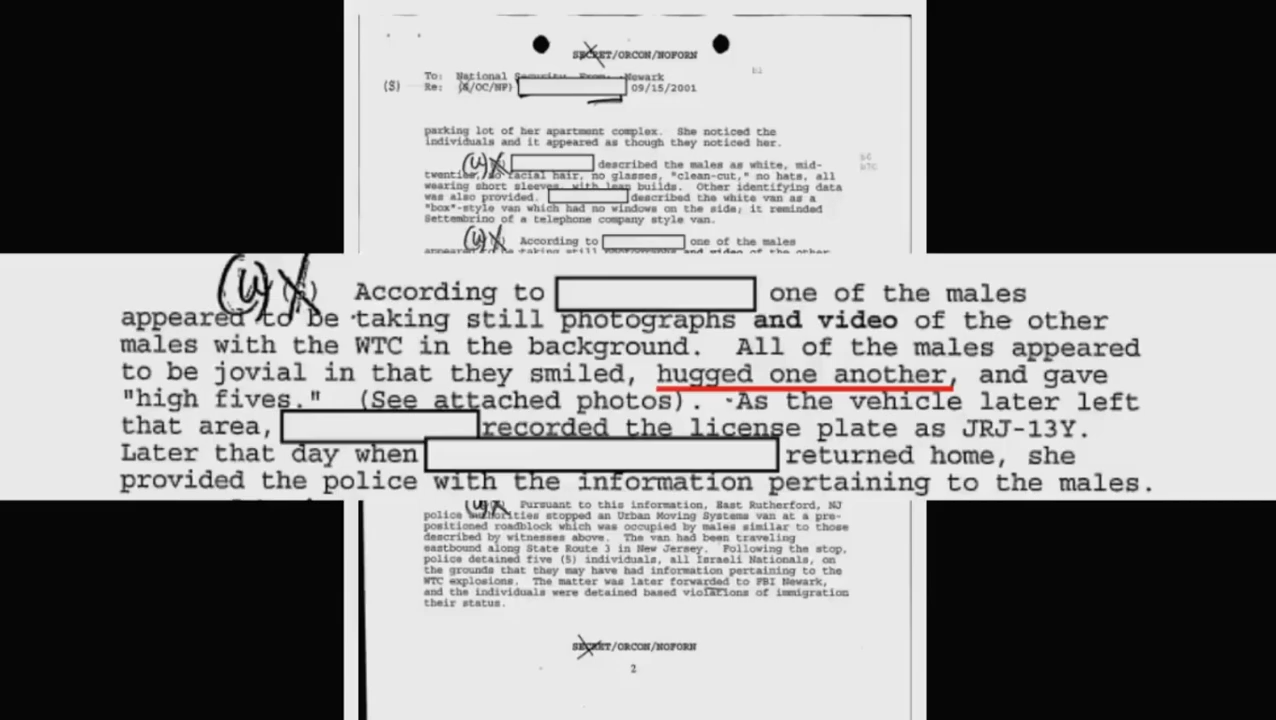 SECRET/ORCON/NOFORN
b1
To: National Security From: Newark
(S) Re: (S/OC/NF) 09/15/2001
parking lot of her apartment complex. She noticed the
individuals and it appeared as though they noticed her.
(U) described the males as white, mid-
twenties, no facial hair, no glasses, "clean-cut," no hats, all
wearing short sleeves, with lean builds. Other identifying data
was also provided. described the white van as a
"box"-style van which had no windows on the side; it reminded
Settembrino of a telephone company style van.
(U) According to one of the males
appeared to be taking still photographs and video of the other
(U) (S) According to one of the males
appeared to be taking still photographs and video of the other
males with the WTC in the background. All of the males appeared
to be jovial in that they smiled, hugged one another, and gave
"high fives." (See attached photos). As the vehicle later left
that area, recorded the license plate as JRJ-13Y.
Later that day when returned home, she
provided the police with the information pertaining to the males.
(U) Pursuant to this information, East Rutherford, NJ
police authorities stopped an Urban Moving Systems van at a pre-
positioned roadblock which was occupied by males similar to those
described by witnesses above. The van had been traveling
eastbound along State Route 3 in New Jersey. Following the stop,
police detained five (5) individuals, all Israeli Nationals, on
the grounds that they may have had information pertaining to the
WTC explosions. The matter was later forwarded to FBI Newark,
and the individuals were detained based violations of immigration
their status.
SECRET/ORCON/NOFORN
2